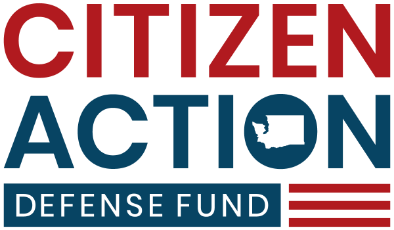 CITIZEN
ACTION
DEFENSE FUND